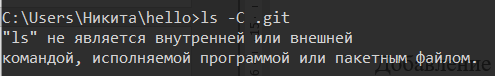 C:\Users\Никита\hello>ls -C .git
"ls" не является внутренней или внешней
командой, исполняемой программой или пакетным файлом.